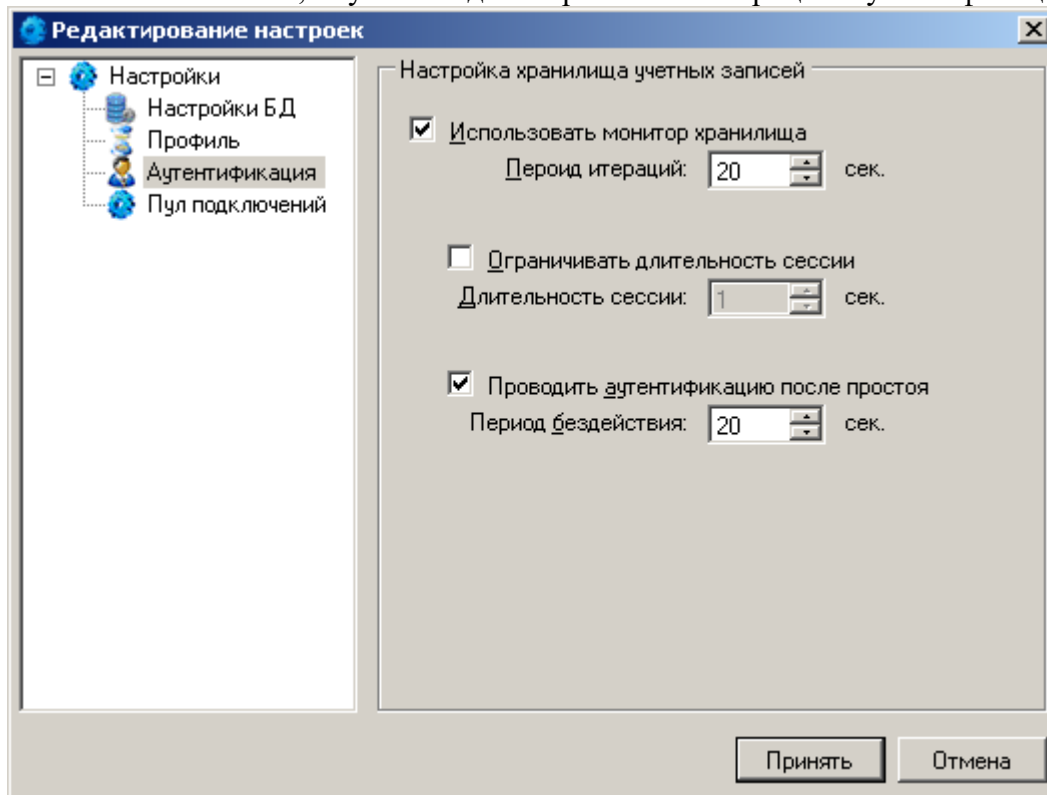 Редактирование настроек
Настройки
Настройки БД
Профиль
Аутентификация
Пул подключений
Настройка хранилища учетных записей
Использовать монитор хранилища
Пероид итераций: 20 сек.
Ограничивать длительность сессии
Длительность сессии: 1 сек.
Проводить аутентификацию после простоя
Период бездействия: 20 сек.
Принять Отмена